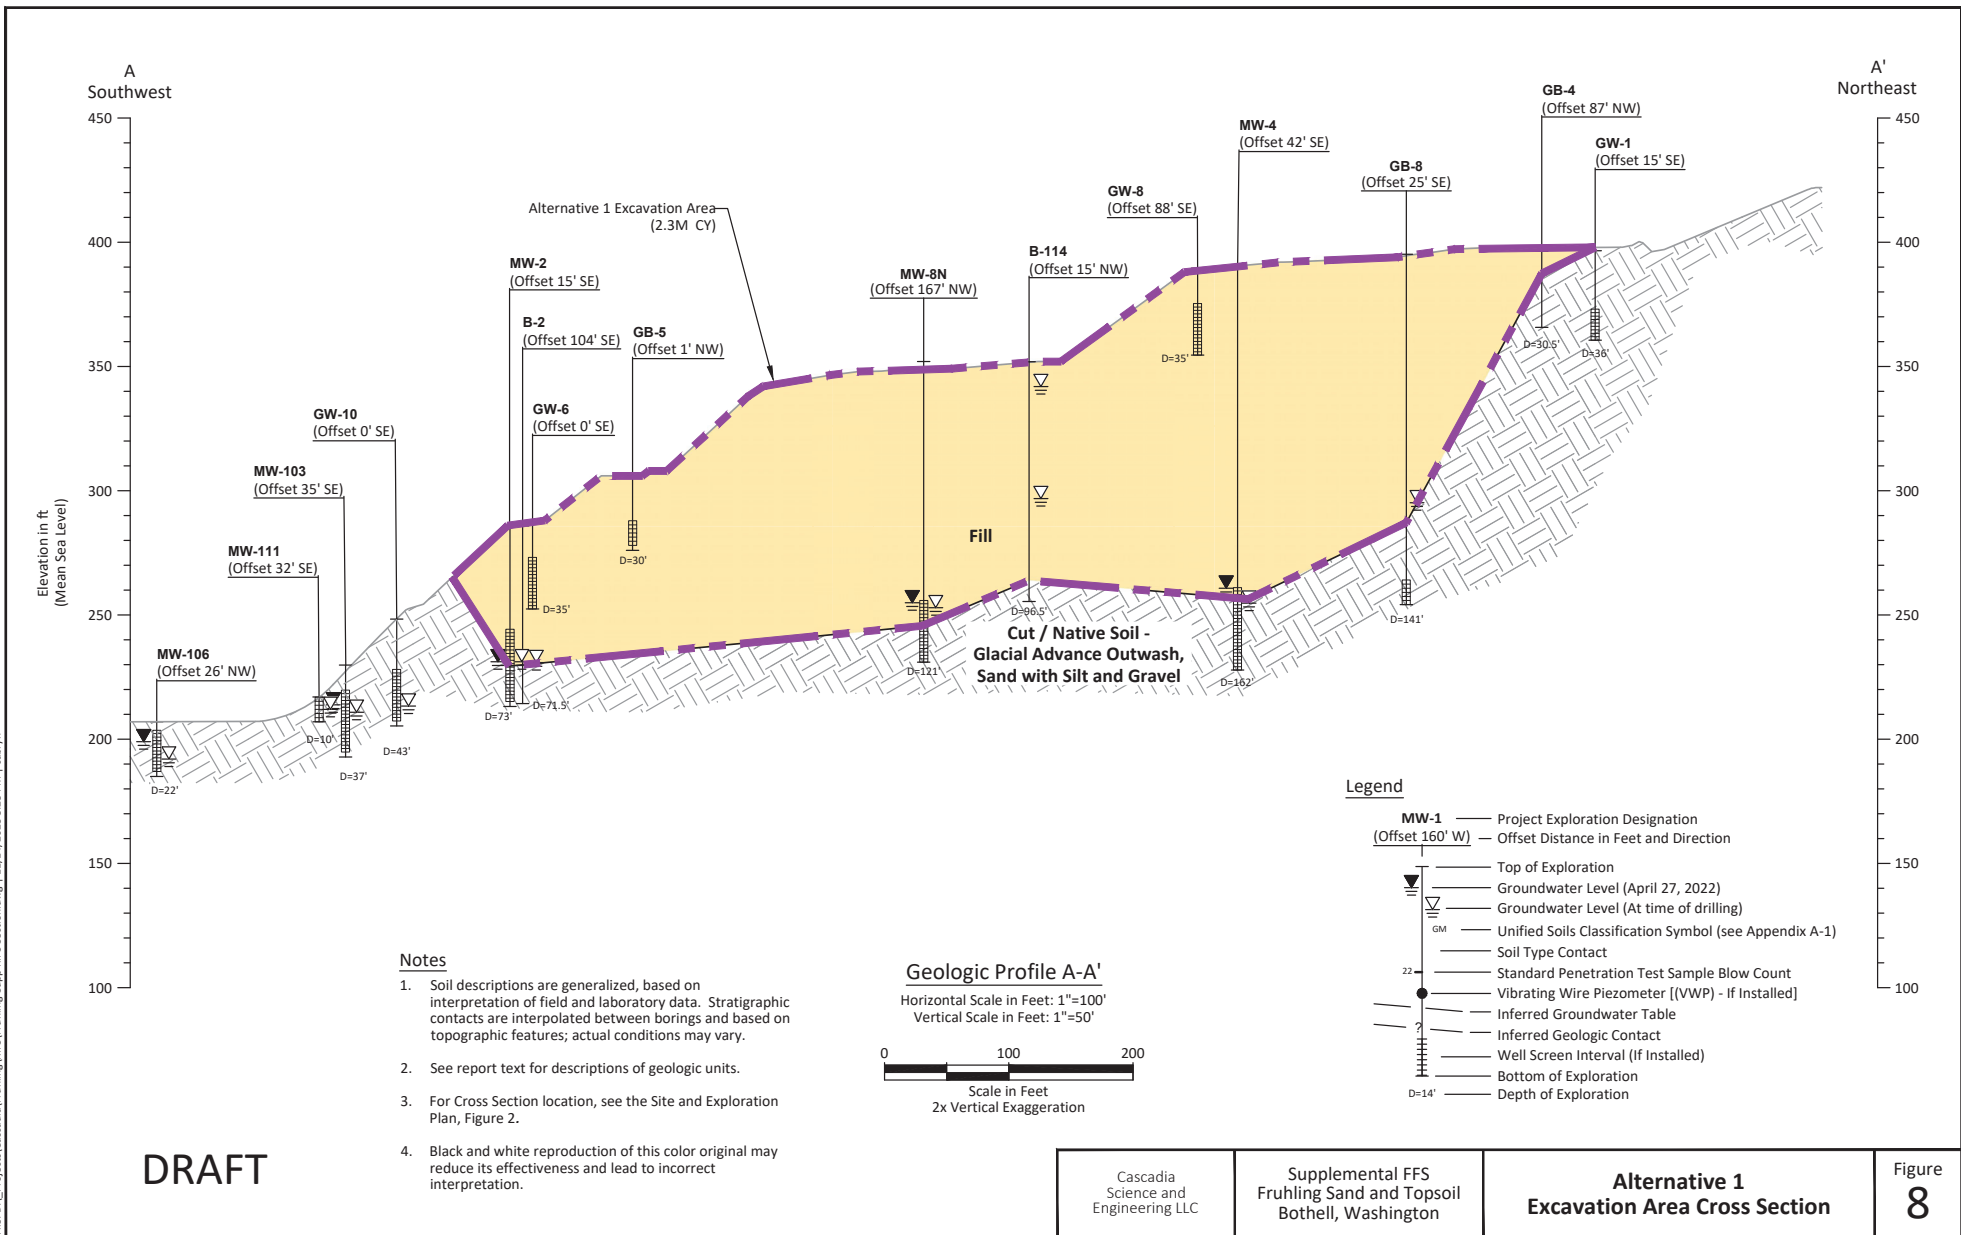 A
Southwest
A'
Northeast
450
400
350
300
250
200
150
100
450
400
350
300
250
200
150
100
Elevation in ft
(Mean Sea Level)
MW-106
(Offset 26' NW)
D=22'
MW-111
(Offset 32' SE)
D=10'
MW-103
(Offset 35' SE)
D=37'
GW-10
(Offset 0' SE)
D=43'
MW-2
(Offset 15' SE)
D=73'
B-2
(Offset 104' SE)
D=71.5'
GW-6
(Offset 0' SE)
D=35'
GB-5
(Offset 1' NW)
D=30'
Alternative 1 Excavation Area
(2.3M CY)
MW-8N
(Offset 167' NW)
D=121'
B-114
(Offset 15' NW)
D=96.5'
GW-8
(Offset 88' SE)
D=35'
MW-4
(Offset 42' SE)
D=162'
GB-8
(Offset 25' SE)
D=141'
GB-4
(Offset 87' NW)
D=30.5'
GW-1
(Offset 15' SE)
D=36'
Fill
Cut / Native Soil -
Glacial Advance Outwash,
Sand with Silt and Gravel
Legend
MW-1
(Offset 160' W)
Project Exploration Designation
Offset Distance in Feet and Direction
Top of Exploration
Groundwater Level (April 27, 2022)
Groundwater Level (At time of drilling)
GM
Unified Soils Classification Symbol (see Appendix A-1)
Soil Type Contact
22
Standard Penetration Test Sample Blow Count
Vibrating Wire Piezometer [(VWP) - If Installed]
Inferred Groundwater Table
?
Inferred Geologic Contact
Well Screen Interval (If Installed)
Bottom of Exploration
D=14'
Depth of Exploration
Notes
1. Soil descriptions are generalized, based on
interpretation of field and laboratory data. Stratigraphic
contacts are interpolated between borings and based on
topographic features; actual conditions may vary.
2. See report text for descriptions of geologic units.
3. For Cross Section location, see the Site and Exploration
Plan, Figure 2.
4. Black and white reproduction of this color original may
reduce its effectiveness and lead to incorrect
interpretation.
Geologic Profile A-A'
Horizontal Scale in Feet: 1"=100'
Vertical Scale in Feet: 1"=50'
0 100 200
Scale in Feet
2x Vertical Exaggeration
DRAFT
Cascadia
Science and
Engineering LLC
Supplemental FFS
Fruhling Sand and Topsoil
Bothell, Washington
Alternative 1
Excavation Area Cross Section
Figure
8